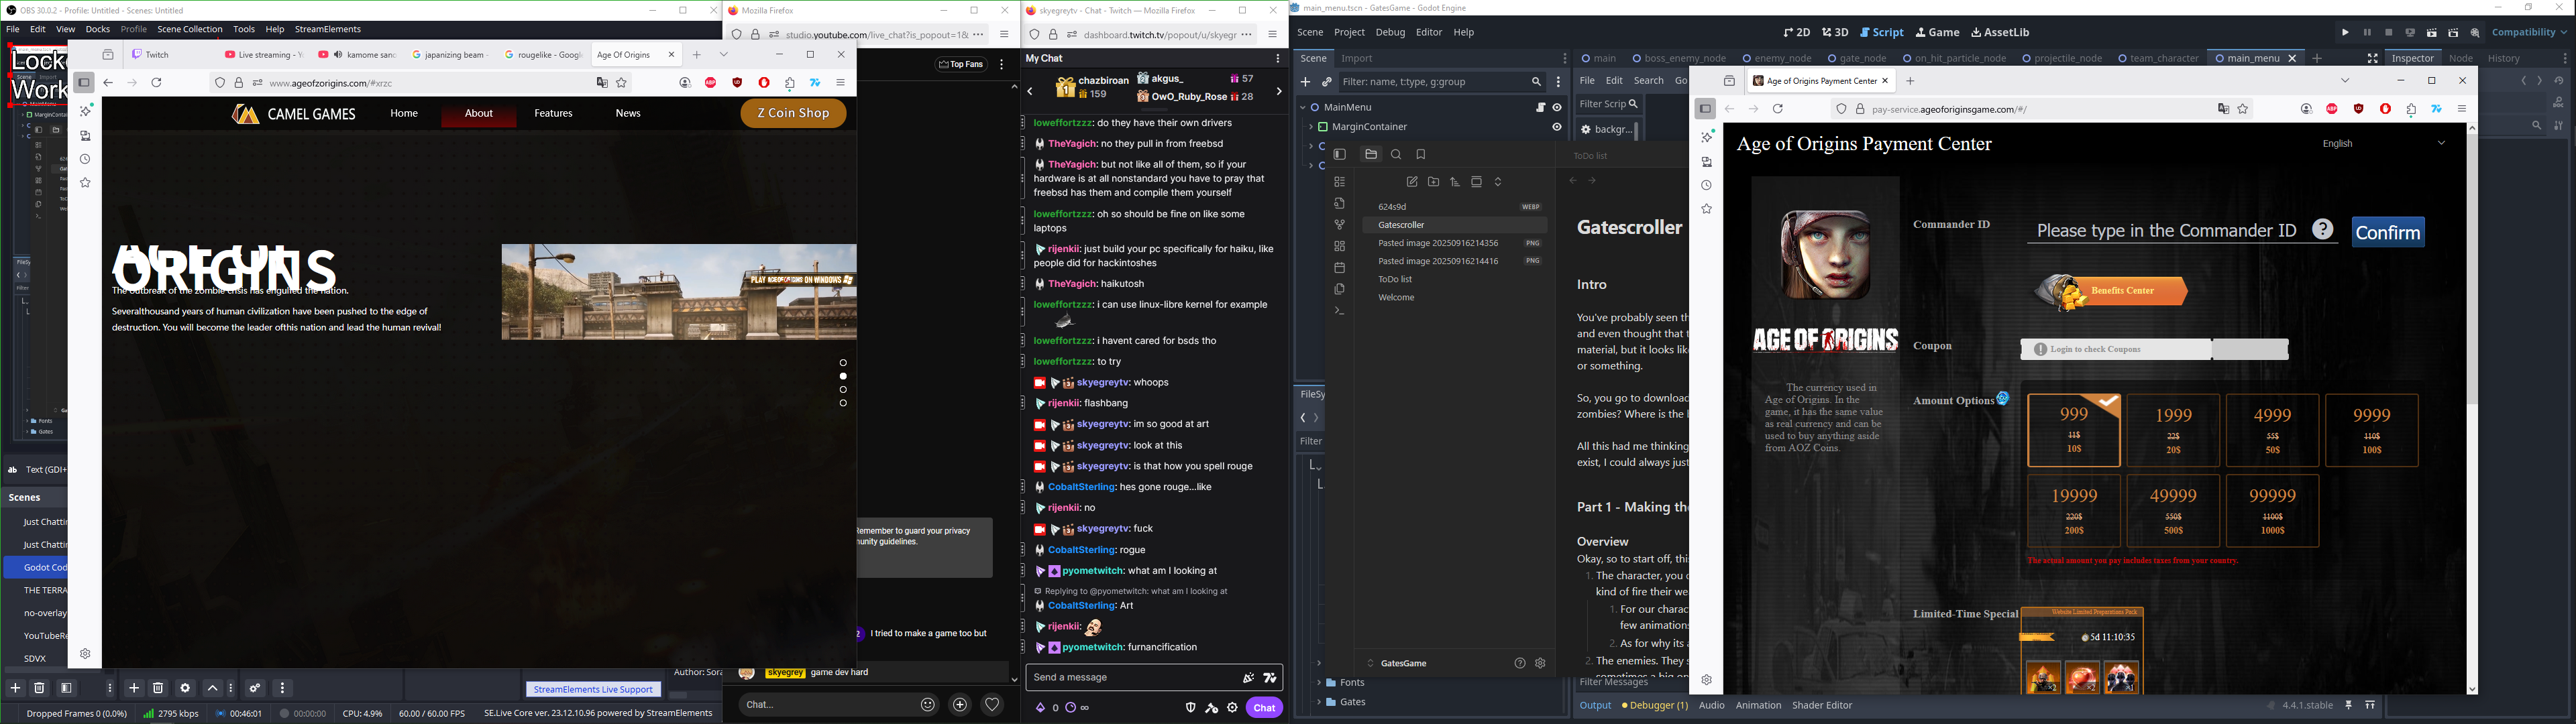 OBS 30.0.2 - Profile: Untitled - Scenes: Untitled
File Edit View Docks Profile Scene Collection Tools Help StreamElements
Twitch
Live streaming - Y
kamome sano
japanizing beam
rougelike - Google
Age Of Origins
www.ageoforigins.com/#xrzc
CAMEL GAMES
Home
About
Features
News
Z Coin Shop
ORIGINS
The outbreak of the zombie crisis has engulfed the nation.
Severalthousand years of human civilization have been pushed to the edge of
destruction. You will become the leader ofthis nation and lead the human revival!
PLAY AGE OF ORIGINS ON WINDOWS
Fonts
Gates
Text (GDI+
Scenes
Just Chattin
Just Chattin
Godot Cod
THE TERRA
no-overlay
YouTubeRe
SDVX
StreamElements Live Support
Dropped Frames 0 (0.0%)
2795 kbps
00:46:01
00:00:00
CPU: 4.9%
60.00 / 60.00 FPS
SE.Live Core ver. 23.12.10.96 powered by StreamElements
Mozilla Firefox
studio.youtube.com/live_chat?is_popout=1&
Top Fans
Remember to guard your privacy
unity guidelines.
I tried to make a game too but
Author: Sora
skyegrey game dev hard
Chat...
skyegreytv - Chat - Twitch — Mozilla Firefox
dashboard.twitch.tv/popout/u/skyegr
My Chat
chazbiroan
159
akgus_ 57
OwO_Ruby_Rose 28
loweffortzzz: do they have their own drivers
TheYagich: no they pull in from freebsd
TheYagich: but not like all of them, so if your
hardware is at all nonstandard you have to pray that
freebsd has them and compile them yourself
loweffortzzz: oh so should be fine on like some
laptops
rijenkii: just build your pc specifically for haiku, like
people did for hackintoshes
TheYagich: haikutosh
loweffortzzz: i can use linux-libre kernel for example
loweffortzzz: i havent cared for bsds tho
loweffortzzz: to try
skyegreytv: whoops
rijenkii: flashbang
skyegreytv: im so good at art
skyegreytv: look at this
skyegreytv: is that how you spell rouge
CobaltSterling: hes gone rouge...like
rijenkii: no
skyegreytv: fuck
CobaltSterling: rogue
pyometwitch: what am I looking at
Replying to @pyometwitch: what am I looking at
CobaltSterling: Art
rijenkii:
pyometwitch: furnancification
Send a message
0
Chat
main_menu.tscn - GatesGame - Godot Engine
Scene Project Debug Editor Help
2D 3D Script Game AssetLib
Compatibility
Scene Import
main boss_enemy_node enemy_node gate_node on_hit_particle_node projectile_node team_character main_menu
Inspector Node History
Filter: name, t:type, g:group
File Edit Search Go
MainMenu
MarginContainer
Filter Scrip
backgr...
ToDo list
624s9d WEBP
Gatescroller
Pasted image 20250916214356 PNG
Pasted image 20250916214416 PNG
ToDo list
Welcome
GatesGame
Fonts
Gates
Gatescroller
Intro
You've probably seen th
and even thought that t
material, but it looks lik
or something.
So, you go to download
zombies? Where is the l
All this had me thinking
exist, I could always just
Part 1 - Making the
Overview
Okay, so to start off, this
1. The character, you c
kind of fire their wea
1. For our charac
few animations
2. As for why its a
2. The enemies. They s
Filter Messages
Output Debugger (1) Audio Animation Shader Editor
4.4.1.stable
Age of Origins Payment Center
pay-service.ageoforiginsgame.com/#/
Age of Origins Payment Center
English
Commander ID
Please type in the Commander ID
?
Confirm
Benefits Center
AGE OF ORIGINS
Coupon
Login to check Coupons
The currency used in
Age of Origins. In the
game, it has the same value
as real currency and can be
used to buy anything aside
from AOZ Coins.
Amount Options
999 1999 4999 9999
11$ 22$ 55$ 110$
10$ 20$ 50$ 100$
19999 49999 99999
220$ 550$ 1100$
200$ 500$ 1000$
The actual amount you pay includes taxes from your country.
Limited-Time Special
Website Limited Preparations Pack
5d 11:10:35
×2 ×2 ×1